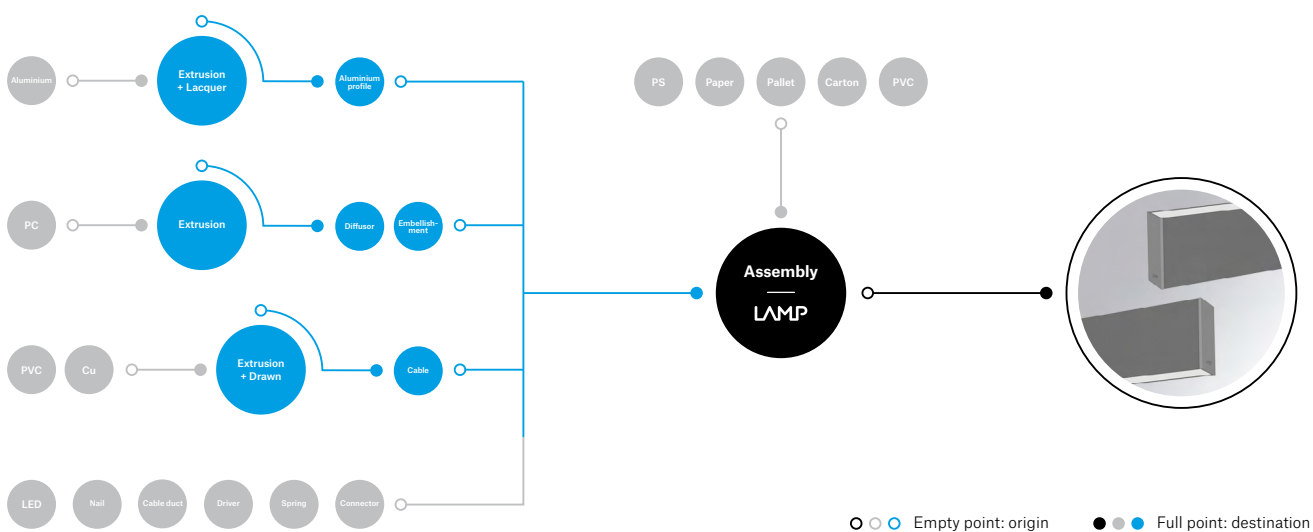 Aluminium
Extrusion
+ Lacquer
Aluminium
profile
PS
Paper
Pallet
Carton
PVC
PC
Extrusion
Diffusor
Embellish-
ment
Assembly
LAMP
PVC
Cu
Extrusion
+ Drawn
Cable
LED
Nail
Cable duct
Driver
Spring
Connector
Empty point: origin
Full point: destination